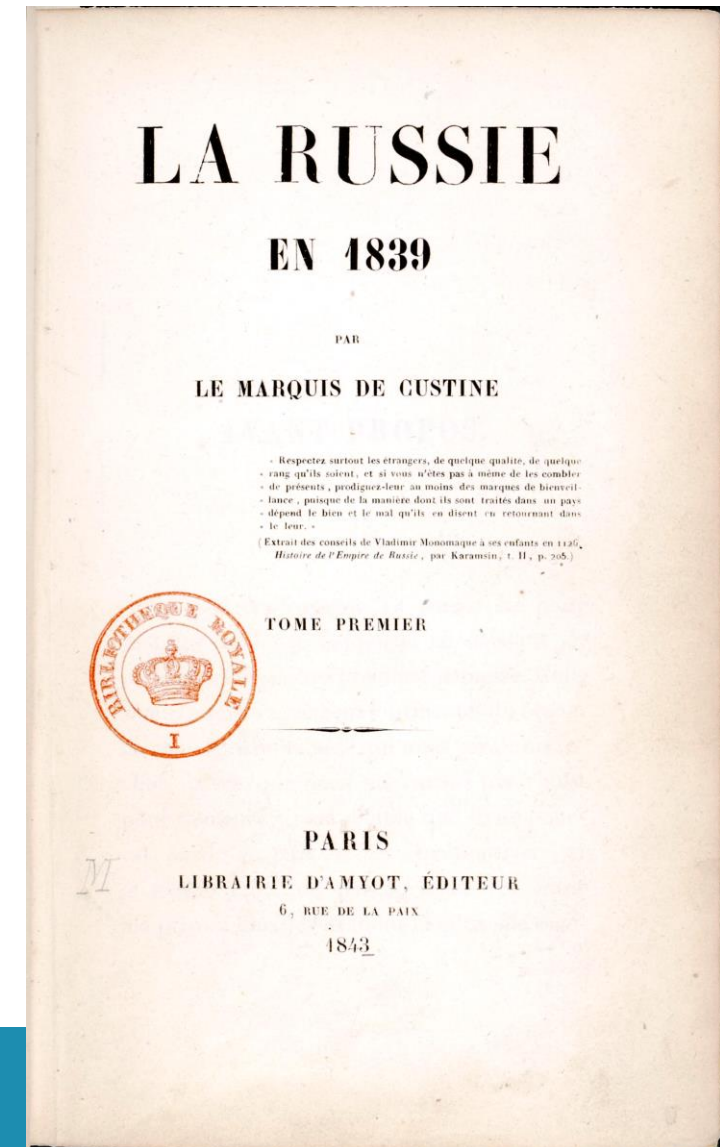 LA RUSSIE
EN 1839
PAR
LE MARQUIS DE CUSTINE
« Respectez surtout les étrangers, de quelque qualité, de quelque
« rang qu'ils soient, et si vous n'êtes pas à même de les combler
« de présents, prodiguez-leur au moins des marques de bienveil-
« lance, puisque de la manière dont ils sont traités dans un pays
« dépend le bien et le mal qu'ils en disent en retournant dans
« le leur. »
(Extrait des conseils de Vladimir Monomaque à ses enfants en 1126,
Histoire de l'Empire de Russie, par Karamsin, t. II, p. 205.)
TOME PREMIER
BIBLIOTHEQUE ROYALE
I
PARIS
M
LIBRAIRIE D'AMYOT, ÉDITEUR
6, RUE DE LA PAIX
1843